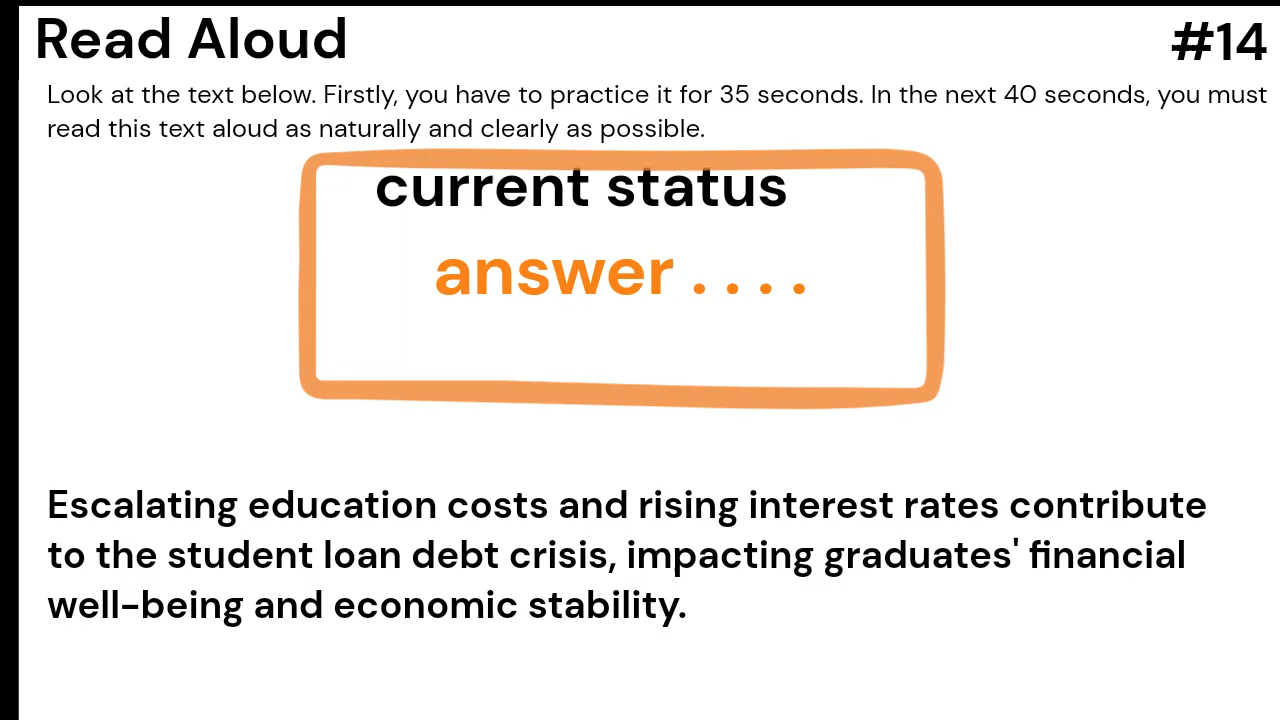 Read Aloud
#14
Look at the text below. Firstly, you have to practice it for 35 seconds. In the next 40 seconds, you must
read this text aloud as naturally and clearly as possible.
current status
answer . . . .
Escalating education costs and rising interest rates contribute
to the student loan debt crisis, impacting graduates' financial
well-being and economic stability.